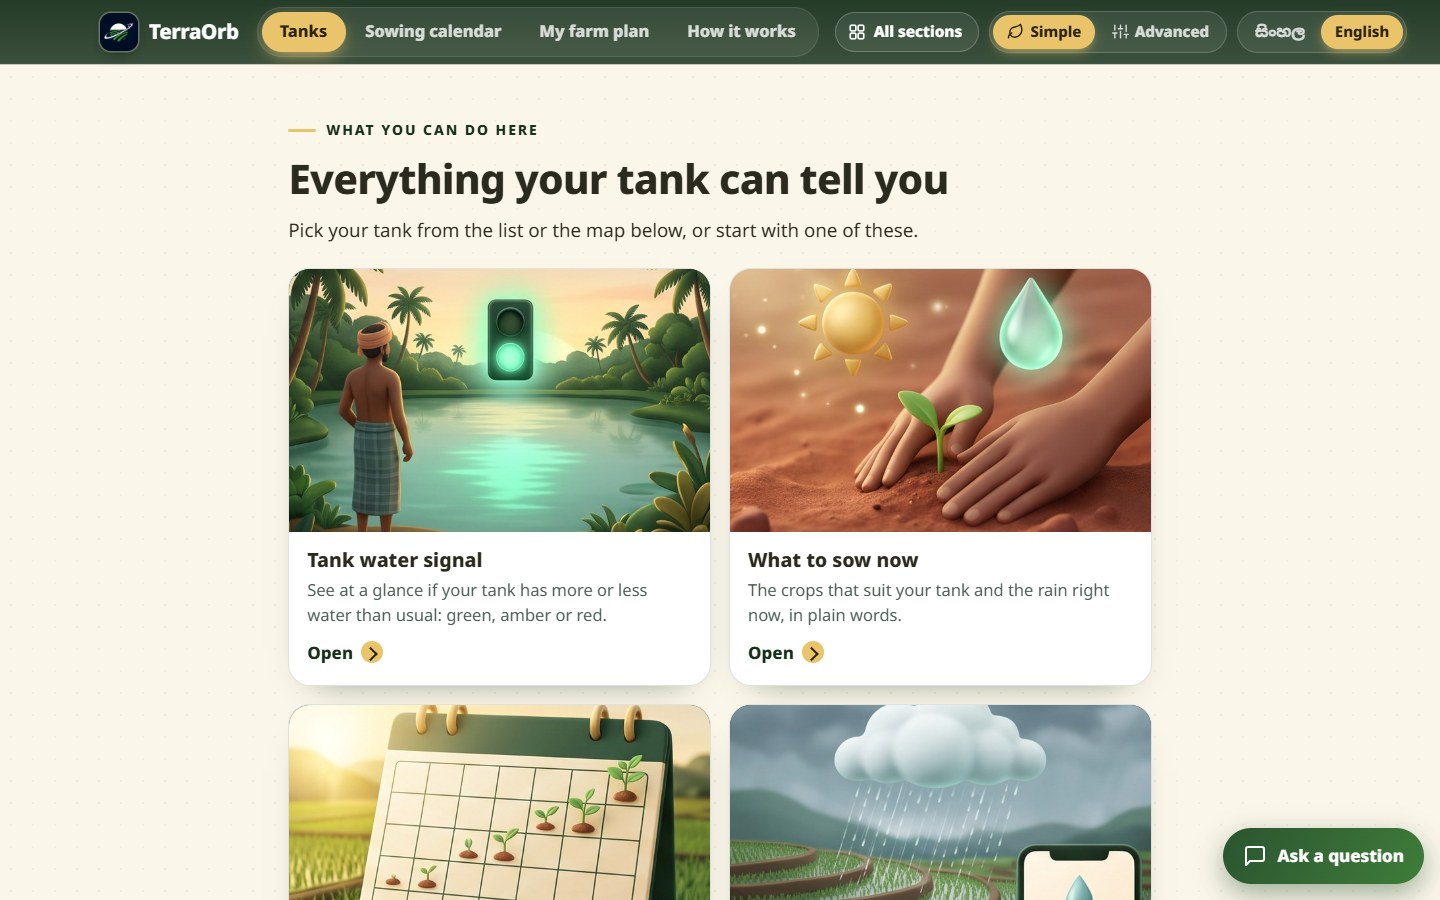 TerraOrb
Tanks
Sowing calendar
My farm plan
How it works
All sections
Simple
Advanced
සිංහල
English
WHAT YOU CAN DO HERE
Everything your tank can tell you
Pick your tank from the list or the map below, or start with one of these.
Tank water signal
See at a glance if your tank has more or less
water than usual: green, amber or red.
Open
What to sow now
The crops that suit your tank and the rain right
now, in plain words.
Open
Ask a question